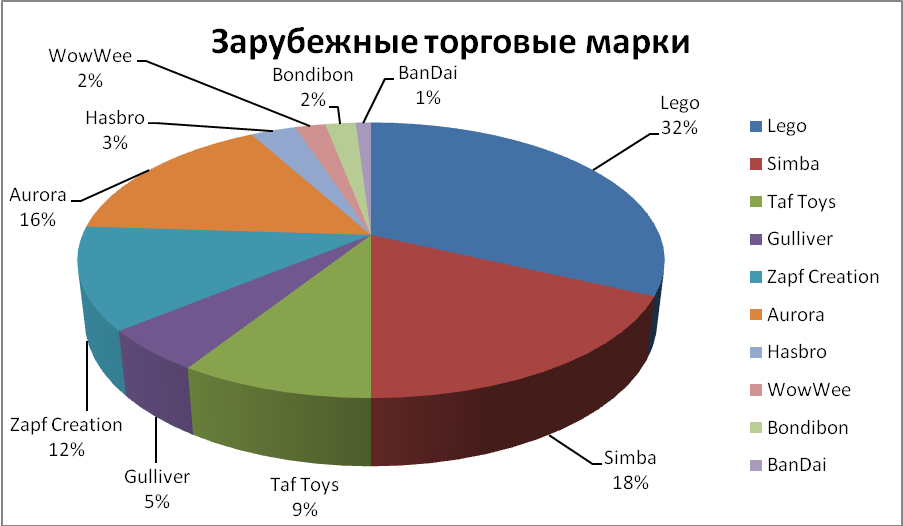 Зарубежные торговые марки
WowWee
2%
Bondibon
2%
BanDai
1%
Lego
32%
Hasbro
3%
Aurora
16%
Zapf Creation
12%
Gulliver
5%
Taf Toys
9%
Simba
18%
Lego
Simba
Taf Toys
Gulliver
Zapf Creation
Aurora
Hasbro
WowWee
Bondibon
BanDai